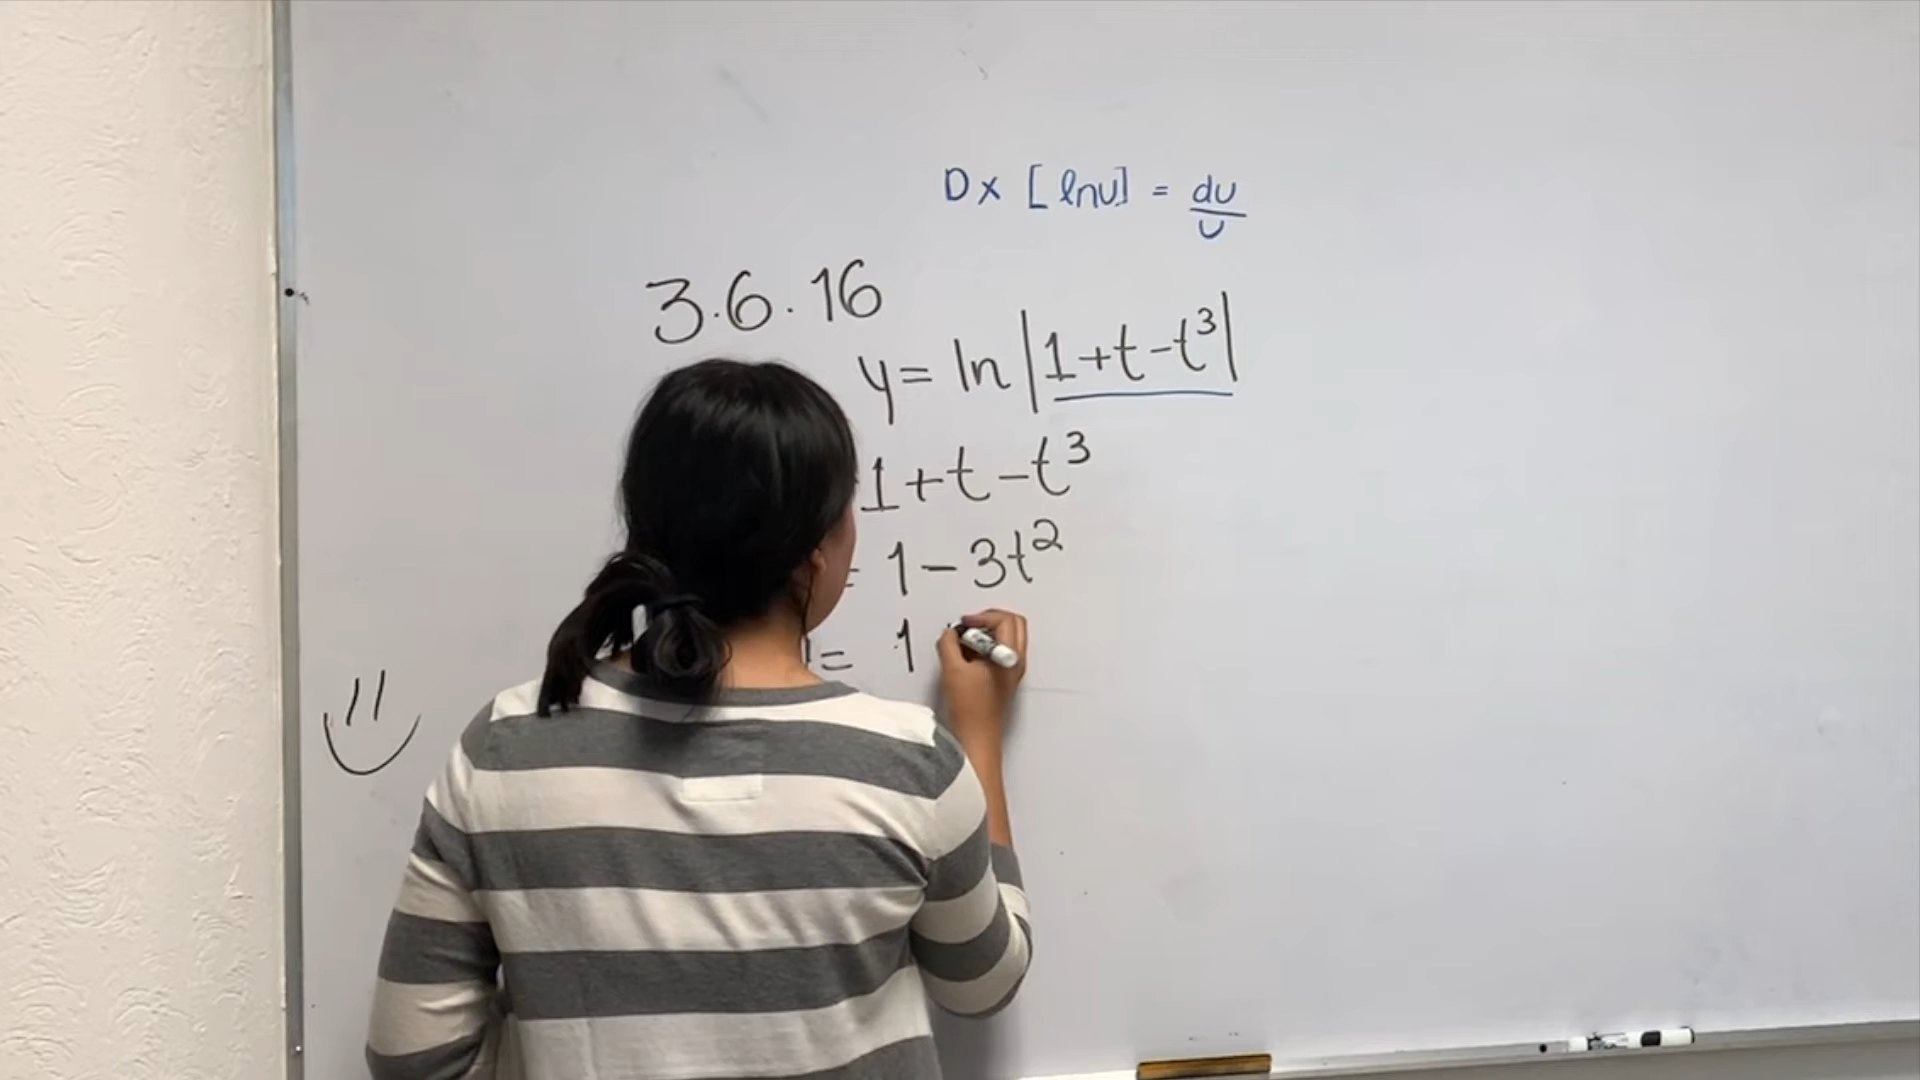 Dx [lnu] = du/u
3.6.16
y = ln |1+t-t³|
1+t-t³
= 1-3t²
= 1